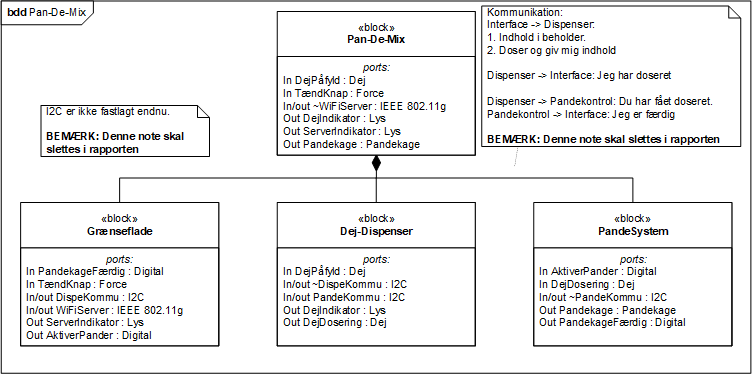 bdd Pan-De-Mix
«block»
Pan-De-Mix
ports:
In DejPåfyld : Dej
In TændKnap : Force
In/out ~WiFiServer : IEEE 802.11g
Out DejIndikator : Lys
Out ServerIndikator : Lys
Out Pandekage : Pandekage
Kommunikation:
Interface -> Dispenser:
1. Indhold i beholder.
2. Doser og giv mig indhold
Dispenser -> Interface: Jeg har doseret
Dispenser -> Pandekontrol: Du har fået doseret.
Pandekontrol -> Interface: Jeg er færdig
BEMÆRK: Denne note skal slettes i rapporten
I2C er ikke fastlagt endnu.
BEMÆRK: Denne note skal
slettes i rapporten
«block»
Grænseflade
ports:
In PandekageFærdig : Digital
In TændKnap : Force
In/out DispeKommu : I2C
In/out WiFiServer : IEEE 802.11g
Out ServerIndikator : Lys
Out AktiverPander : Digital
«block»
Dej-Dispenser
ports:
In DejPåfyld : Dej
In/out ~DispeKommu : I2C
In/out PandeKommu : I2C
Out DejIndikator : Lys
Out DejDosering : Dej
«block»
PandeSystem
ports:
In AktiverPander : Digital
In DejDosering : Dej
In/out ~PandeKommu : I2C
Out Pandekage : Pandekage
Out PandekageFærdig : Digital